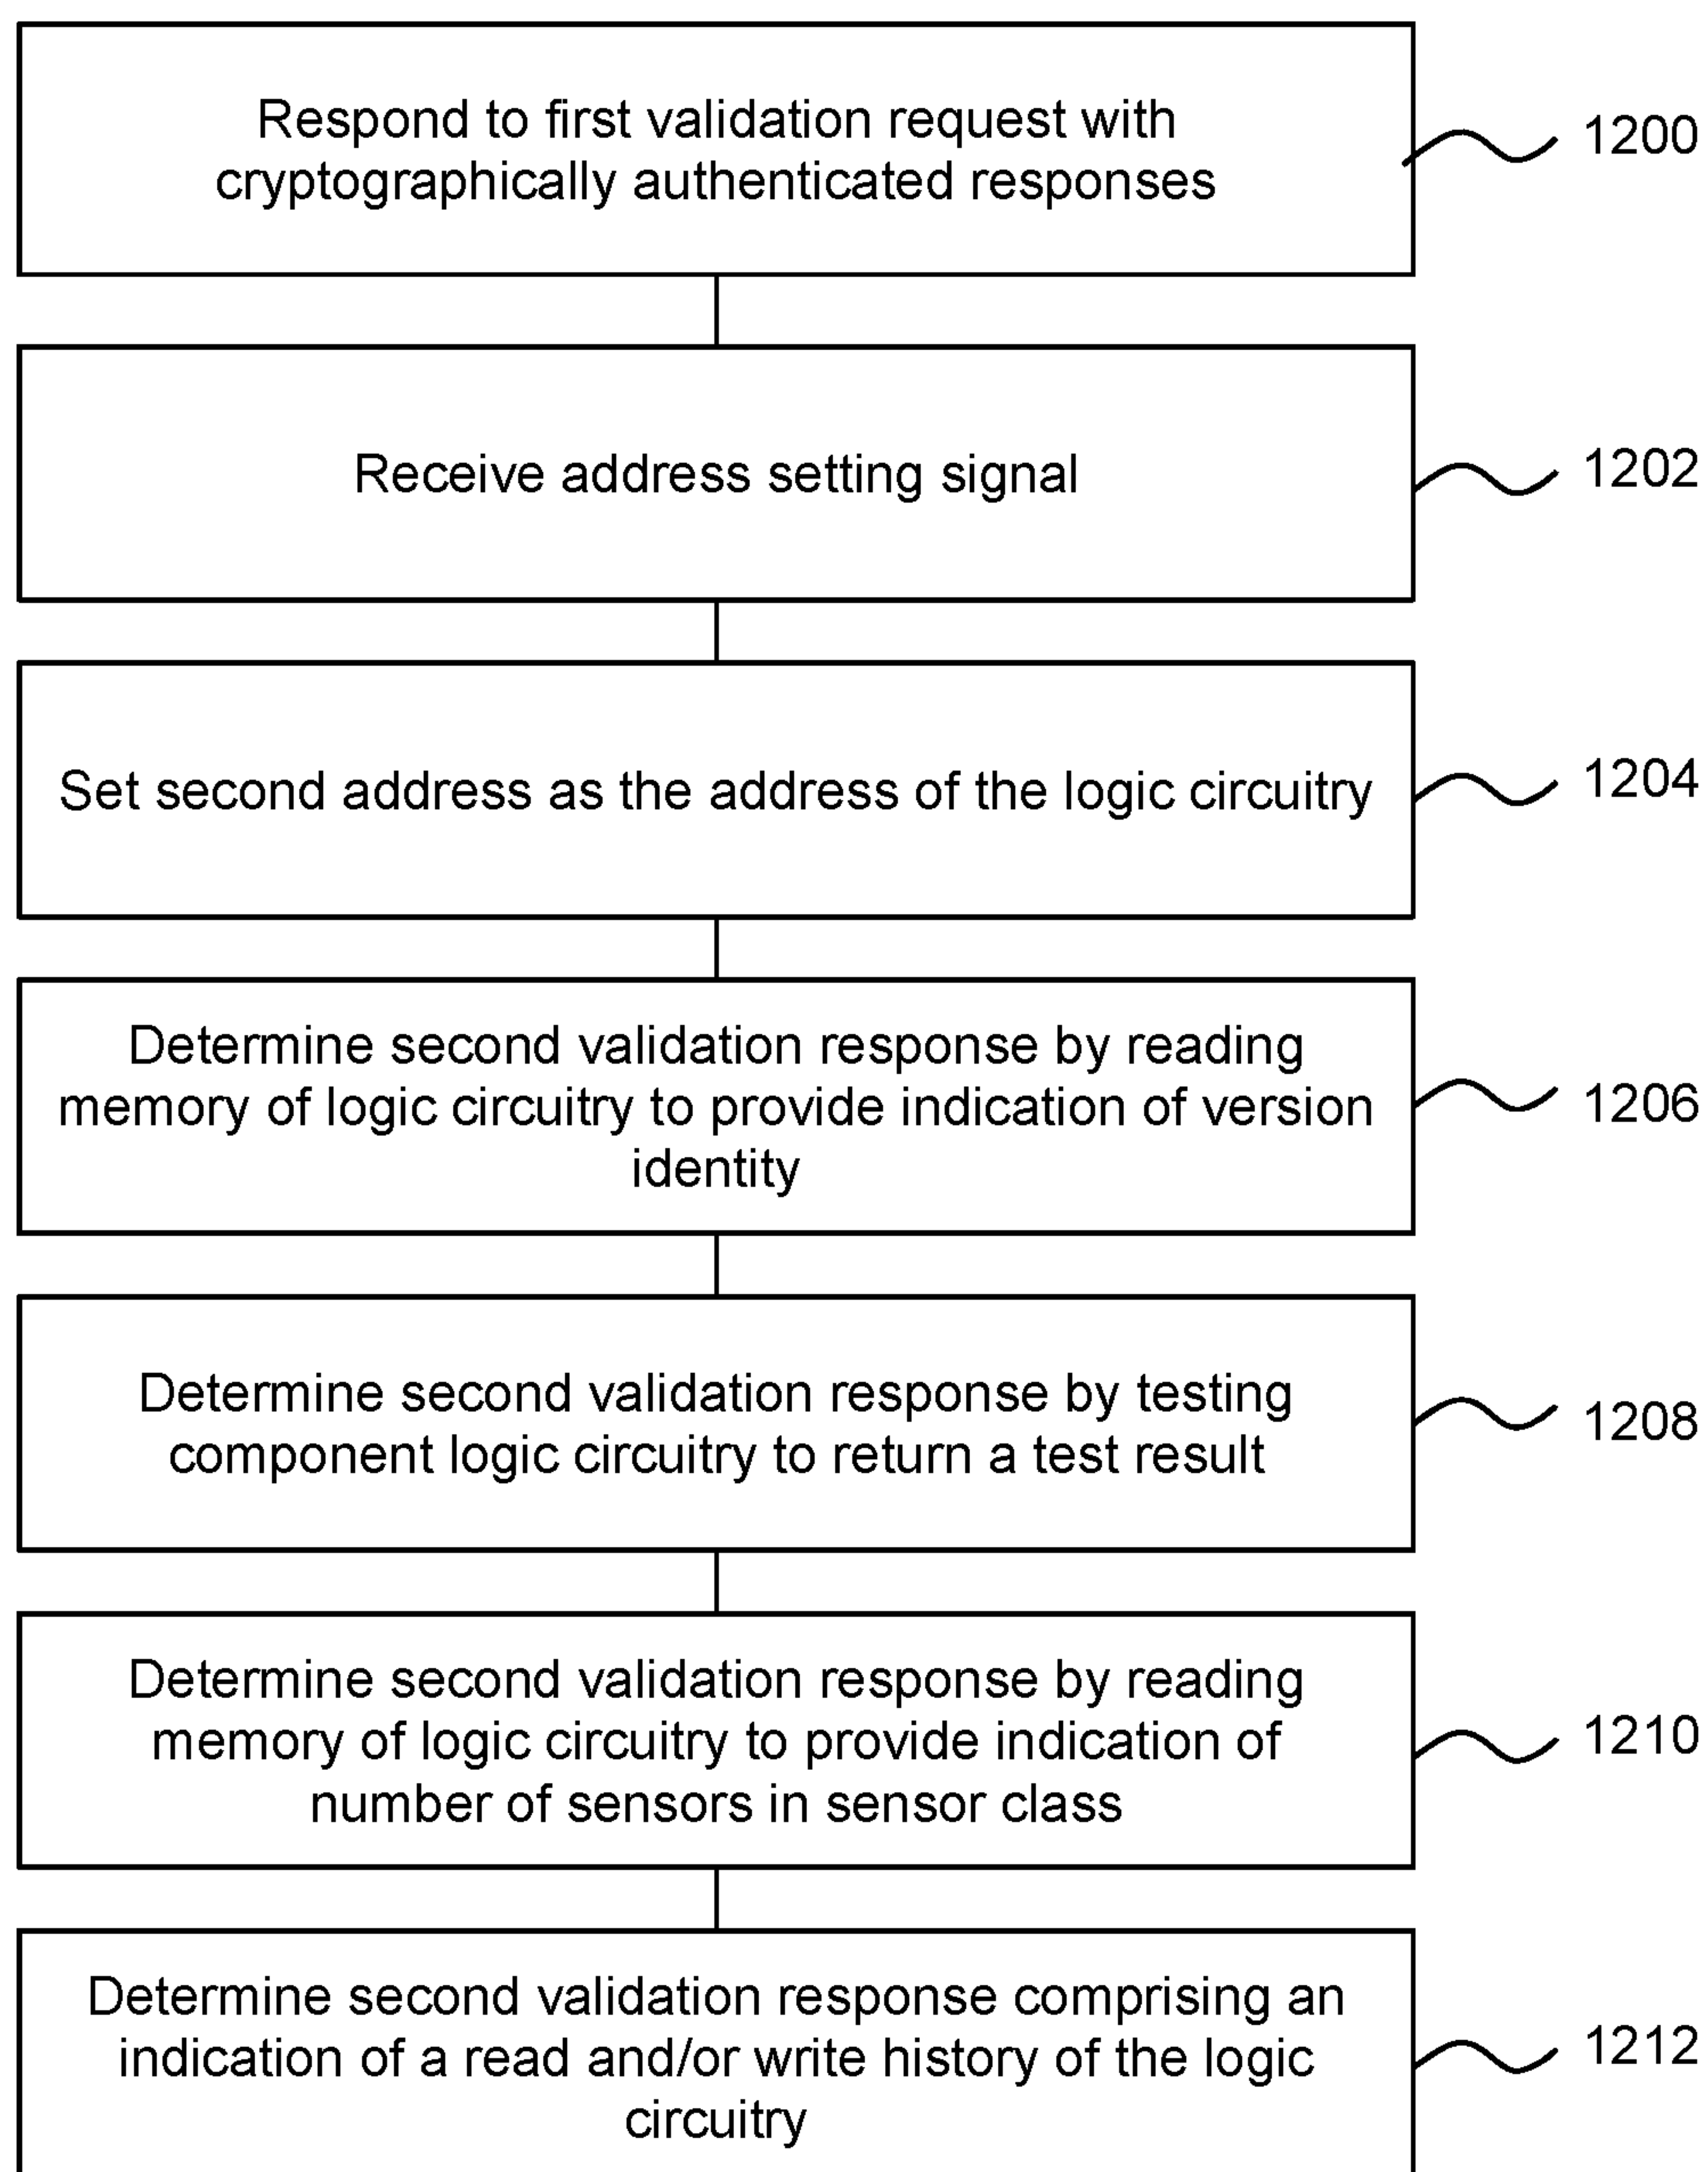 Respond to first validation request with
cryptographically authenticated responses
1200
Receive address setting signal
1202
Set second address as the address of the logic circuitry
1204
Determine second validation response by reading
memory of logic circuitry to provide indication of version
identity
1206
Determine second validation response by testing
component logic circuitry to return a test result
1208
Determine second validation response by reading
memory of logic circuitry to provide indication of
number of sensors in sensor class
1210
Determine second validation response comprising an
indication of a read and/or write history of the logic
circuitry
1212